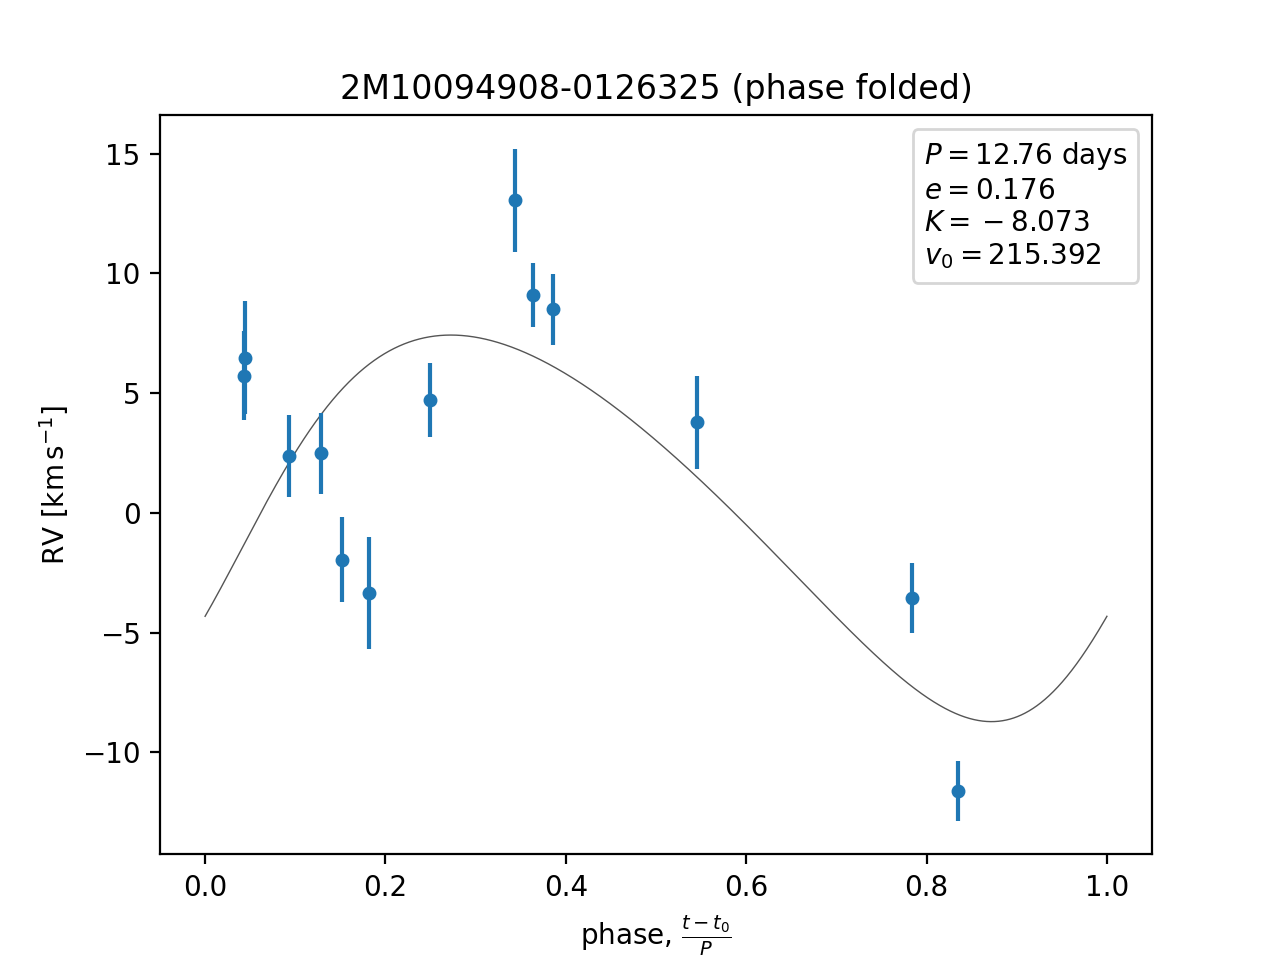 2M10094908-0126325 (phase folded)
P = 12.76 days
e = 0.176
K = − 8.073
v₀ = 215.392
RV [km s⁻¹]
15
10
5
0
−5
−10
0.0 0.2 0.4 0.6 0.8 1.0
phase, (t − t₀)/P